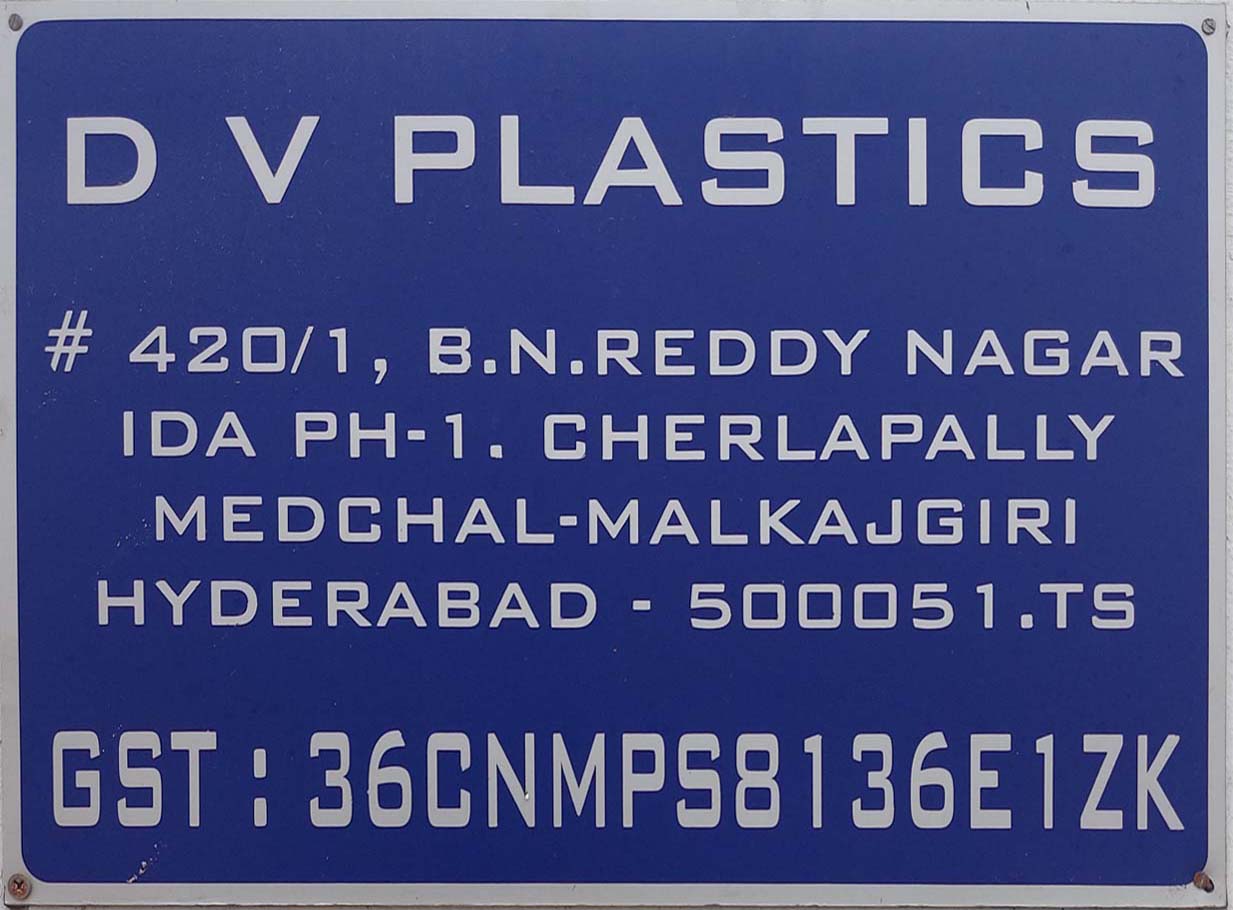 D V PLASTICS
# 420/1, B.N.REDDY NAGAR
IDA PH-1. CHERLAPALLY
MEDCHAL-MALKAJGIRI
HYDERABAD - 500051.TS
GST : 36CNMPS8136E1ZK